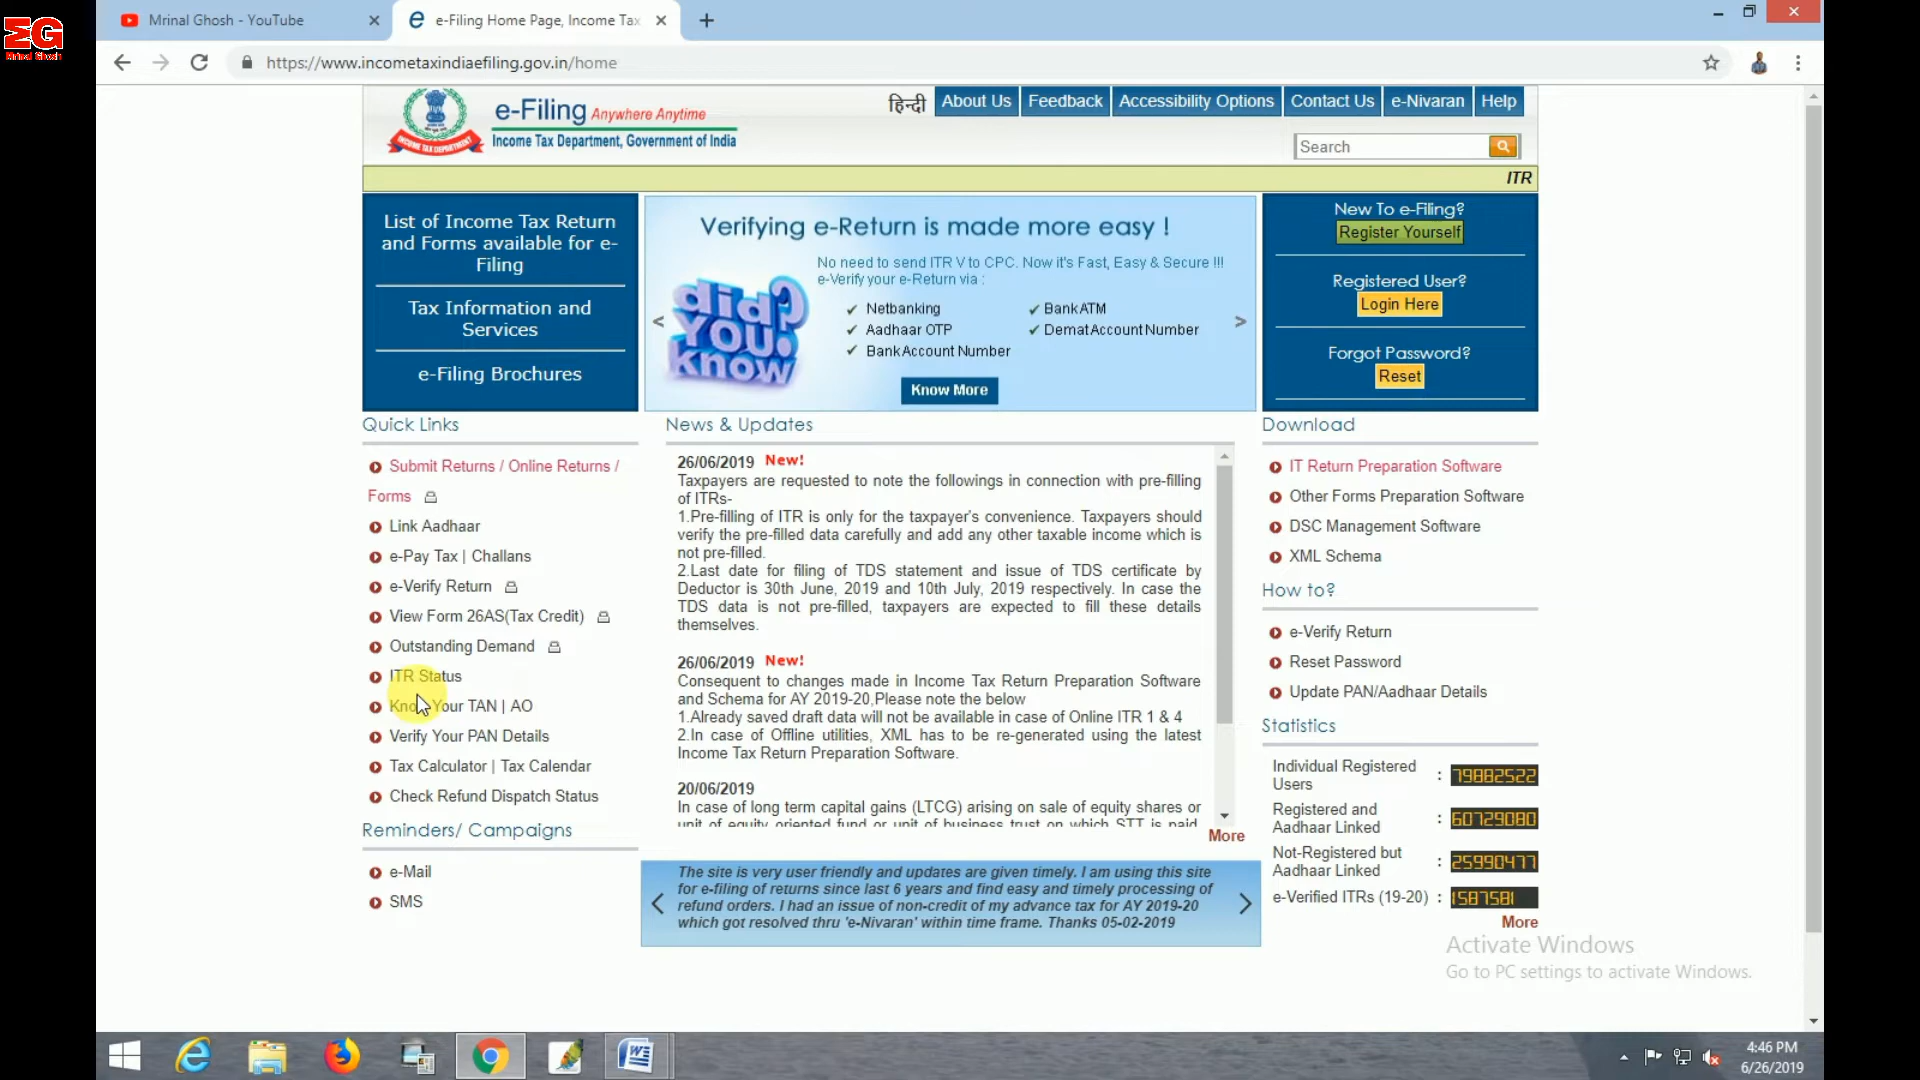 MG
Mrinal Ghosh
Mrinal Ghosh - YouTube
e-Filing Home Page, Income Tax
https://www.incometaxindiaefiling.gov.in/home
e-Filing Anywhere Anytime
Income Tax Department, Government of India
INCOME TAX DEPARTMENT
हिन्दी About Us Feedback Accessibility Options Contact Us e-Nivaran Help
Search
ITR
List of Income Tax Return
and Forms available for e-
Filing
Tax Information and
Services
e-Filing Brochures
Verifying e-Return is made more easy !
No need to send ITR V to CPC. Now it's Fast, Easy & Secure !!!
e-Verify your e-Return via :
did?
YOU.
know
Netbanking
BankATM
Aadhaar OTP
Demat Account Number
Bank Account Number
< >
Know More
New To e-Filing?
Register Yourself
Registered User?
Login Here
Forgot Password?
Reset
Quick Links
Submit Returns / Online Returns /
Forms
Link Aadhaar
e-Pay Tax | Challans
e-Verify Return
View Form 26AS(Tax Credit)
Outstanding Demand
ITR Status
Know Your TAN | AO
Verify Your PAN Details
Tax Calculator | Tax Calendar
Check Refund Dispatch Status
Reminders/ Campaigns
e-Mail
SMS
News & Updates
26/06/2019 New!
Taxpayers are requested to note the followings in connection with pre-filling
of ITRs-
1.Pre-filling of ITR is only for the taxpayer's convenience. Taxpayers should
verify the pre-filled data carefully and add any other taxable income which is
not pre-filled.
2.Last date for filing of TDS statement and issue of TDS certificate by
Deductor is 30th June, 2019 and 10th July, 2019 respectively. In case the
TDS data is not pre-filled, taxpayers are expected to fill these details
themselves.
26/06/2019 New!
Consequent to changes made in Income Tax Return Preparation Software
and Schema for AY 2019-20,Please note the below
1.Already saved draft data will not be available in case of Online ITR 1 & 4
2.In case of Offline utilities, XML has to be re-generated using the latest
Income Tax Return Preparation Software.
20/06/2019
In case of long term capital gains (LTCG) arising on sale of equity shares or
unit of equity oriented fund or unit of business trust on which STT is paid,
More
The site is very user friendly and updates are given timely. I am using this site
for e-filing of returns since last 6 years and find easy and timely processing of
refund orders. I had an issue of non-credit of my advance tax for AY 2019-20
which got resolved thru 'e-Nivaran' within time frame. Thanks 05-02-2019
Download
IT Return Preparation Software
Other Forms Preparation Software
DSC Management Software
XML Schema
How to?
e-Verify Return
Reset Password
Update PAN/Aadhaar Details
Statistics
Individual Registered
Users : 79882522
Registered and
Aadhaar Linked : 60729080
Not-Registered but
Aadhaar Linked : 25990477
e-Verified ITRs (19-20) : 1587581
More
Activate Windows
Go to PC settings to activate Windows.
4:46 PM
6/26/2019